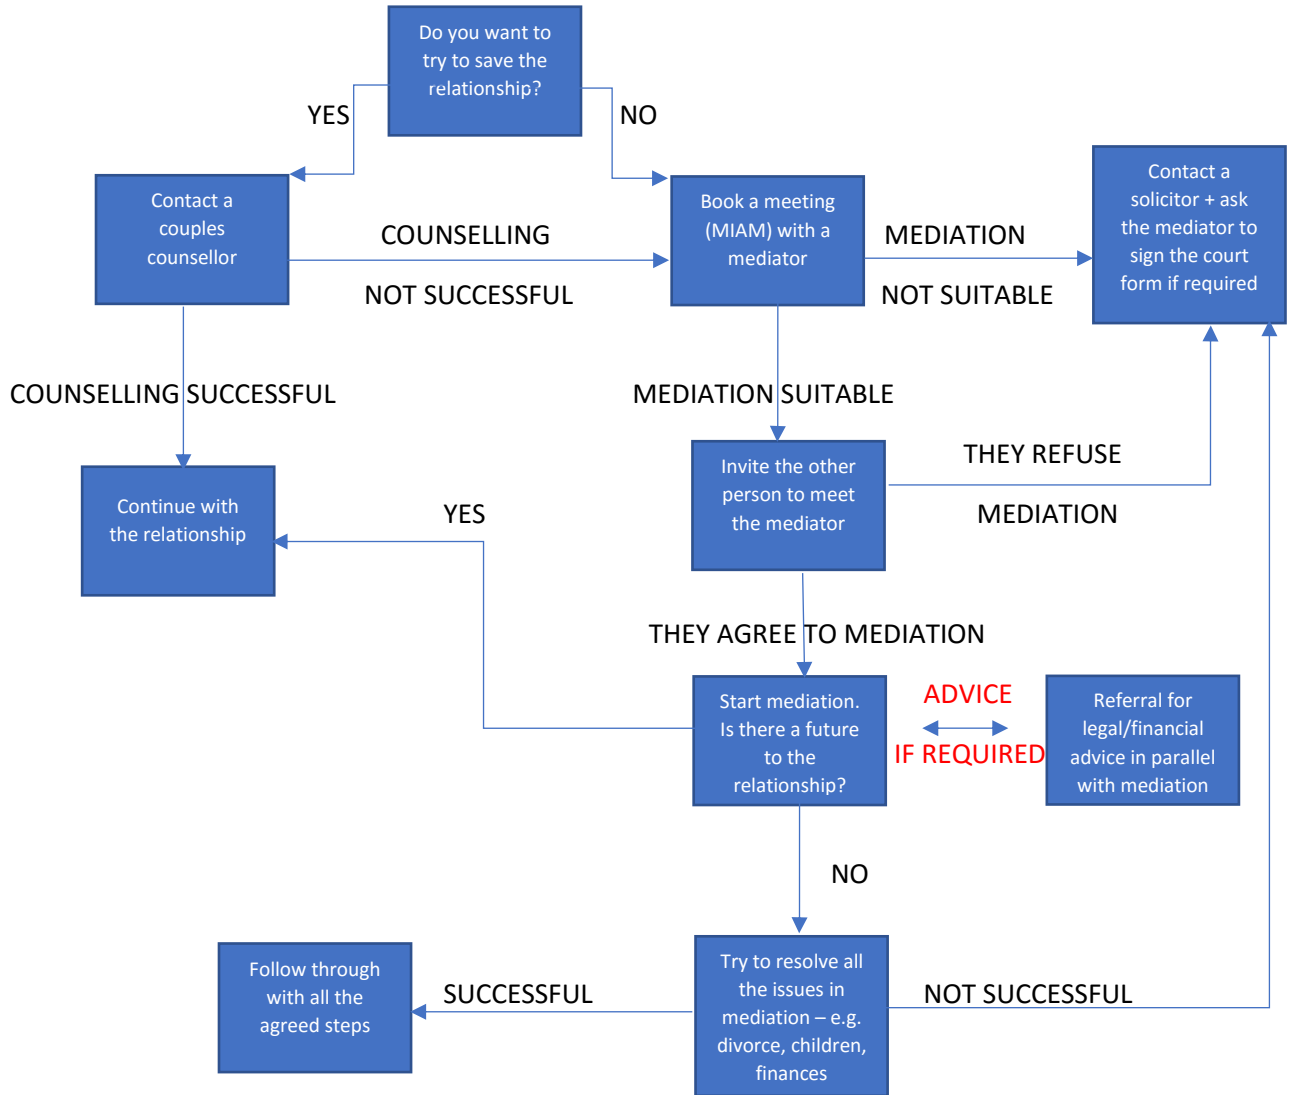 Do you want to
try to save the
relationship?
YES
NO
Contact a
couples
counsellor
COUNSELLING
NOT SUCCESSFUL
Book a meeting
(MIAM) with a
mediator
MEDIATION
NOT SUITABLE
Contact a
solicitor + ask
the mediator to
sign the court
form if required
COUNSELLING SUCCESSFUL
MEDIATION SUITABLE
Continue with
the relationship
YES
Invite the other
person to meet
the mediator
THEY REFUSE
MEDIATION
THEY AGREE TO MEDIATION
Start mediation.
Is there a future
to the
relationship?
ADVICE
IF REQUIRED
Referral for
legal/financial
advice in parallel
with mediation
NO
Follow through
with all the
agreed steps
SUCCESSFUL
Try to resolve all
the issues in
mediation – e.g.
divorce, children,
finances
NOT SUCCESSFUL